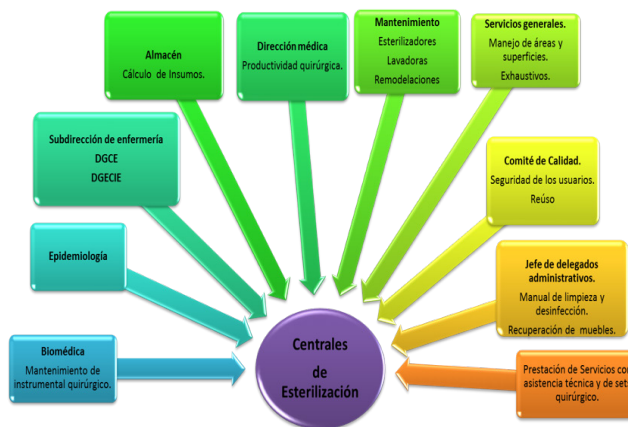 Almacén
Cálculo de Insumos.
Dirección médica
Productividad quirúrgica.
Mantenimiento
Esterilizadores
Lavadoras
Remodelaciones
Servicios generales.
Manejo de áreas y
superficies.
Exhaustivos.
Subdirección de enfermería
DGCE
DGECIE
Comité de Calidad.
Seguridad de los usuarios.
Reúso
Epidemiología
Jefe de delegados
administrativos.
Manual de limpieza y
desinfección.
Recuperación de muebles.
Biomédica
Mantenimiento de
instrumental quirúrgico.
Centrales
de
Esterilización
Prestación de Servicios con
asistencia técnica y de sets
quirúrgico.